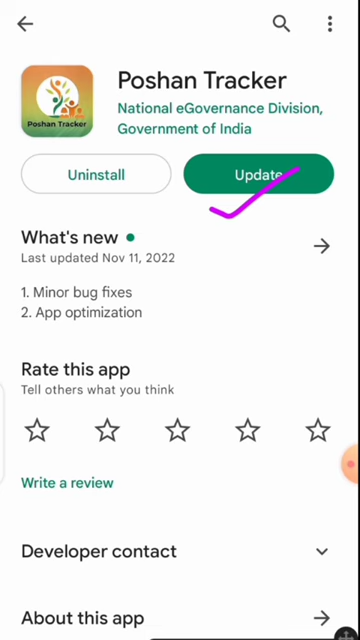 Poshan Tracker
Poshan Tracker
National eGovernance Division,
Government of India
Uninstall
Update
What's new
Last updated Nov 11, 2022
1. Minor bug fixes
2. App optimization
Rate this app
Tell others what you think
Write a review
Developer contact
About this app